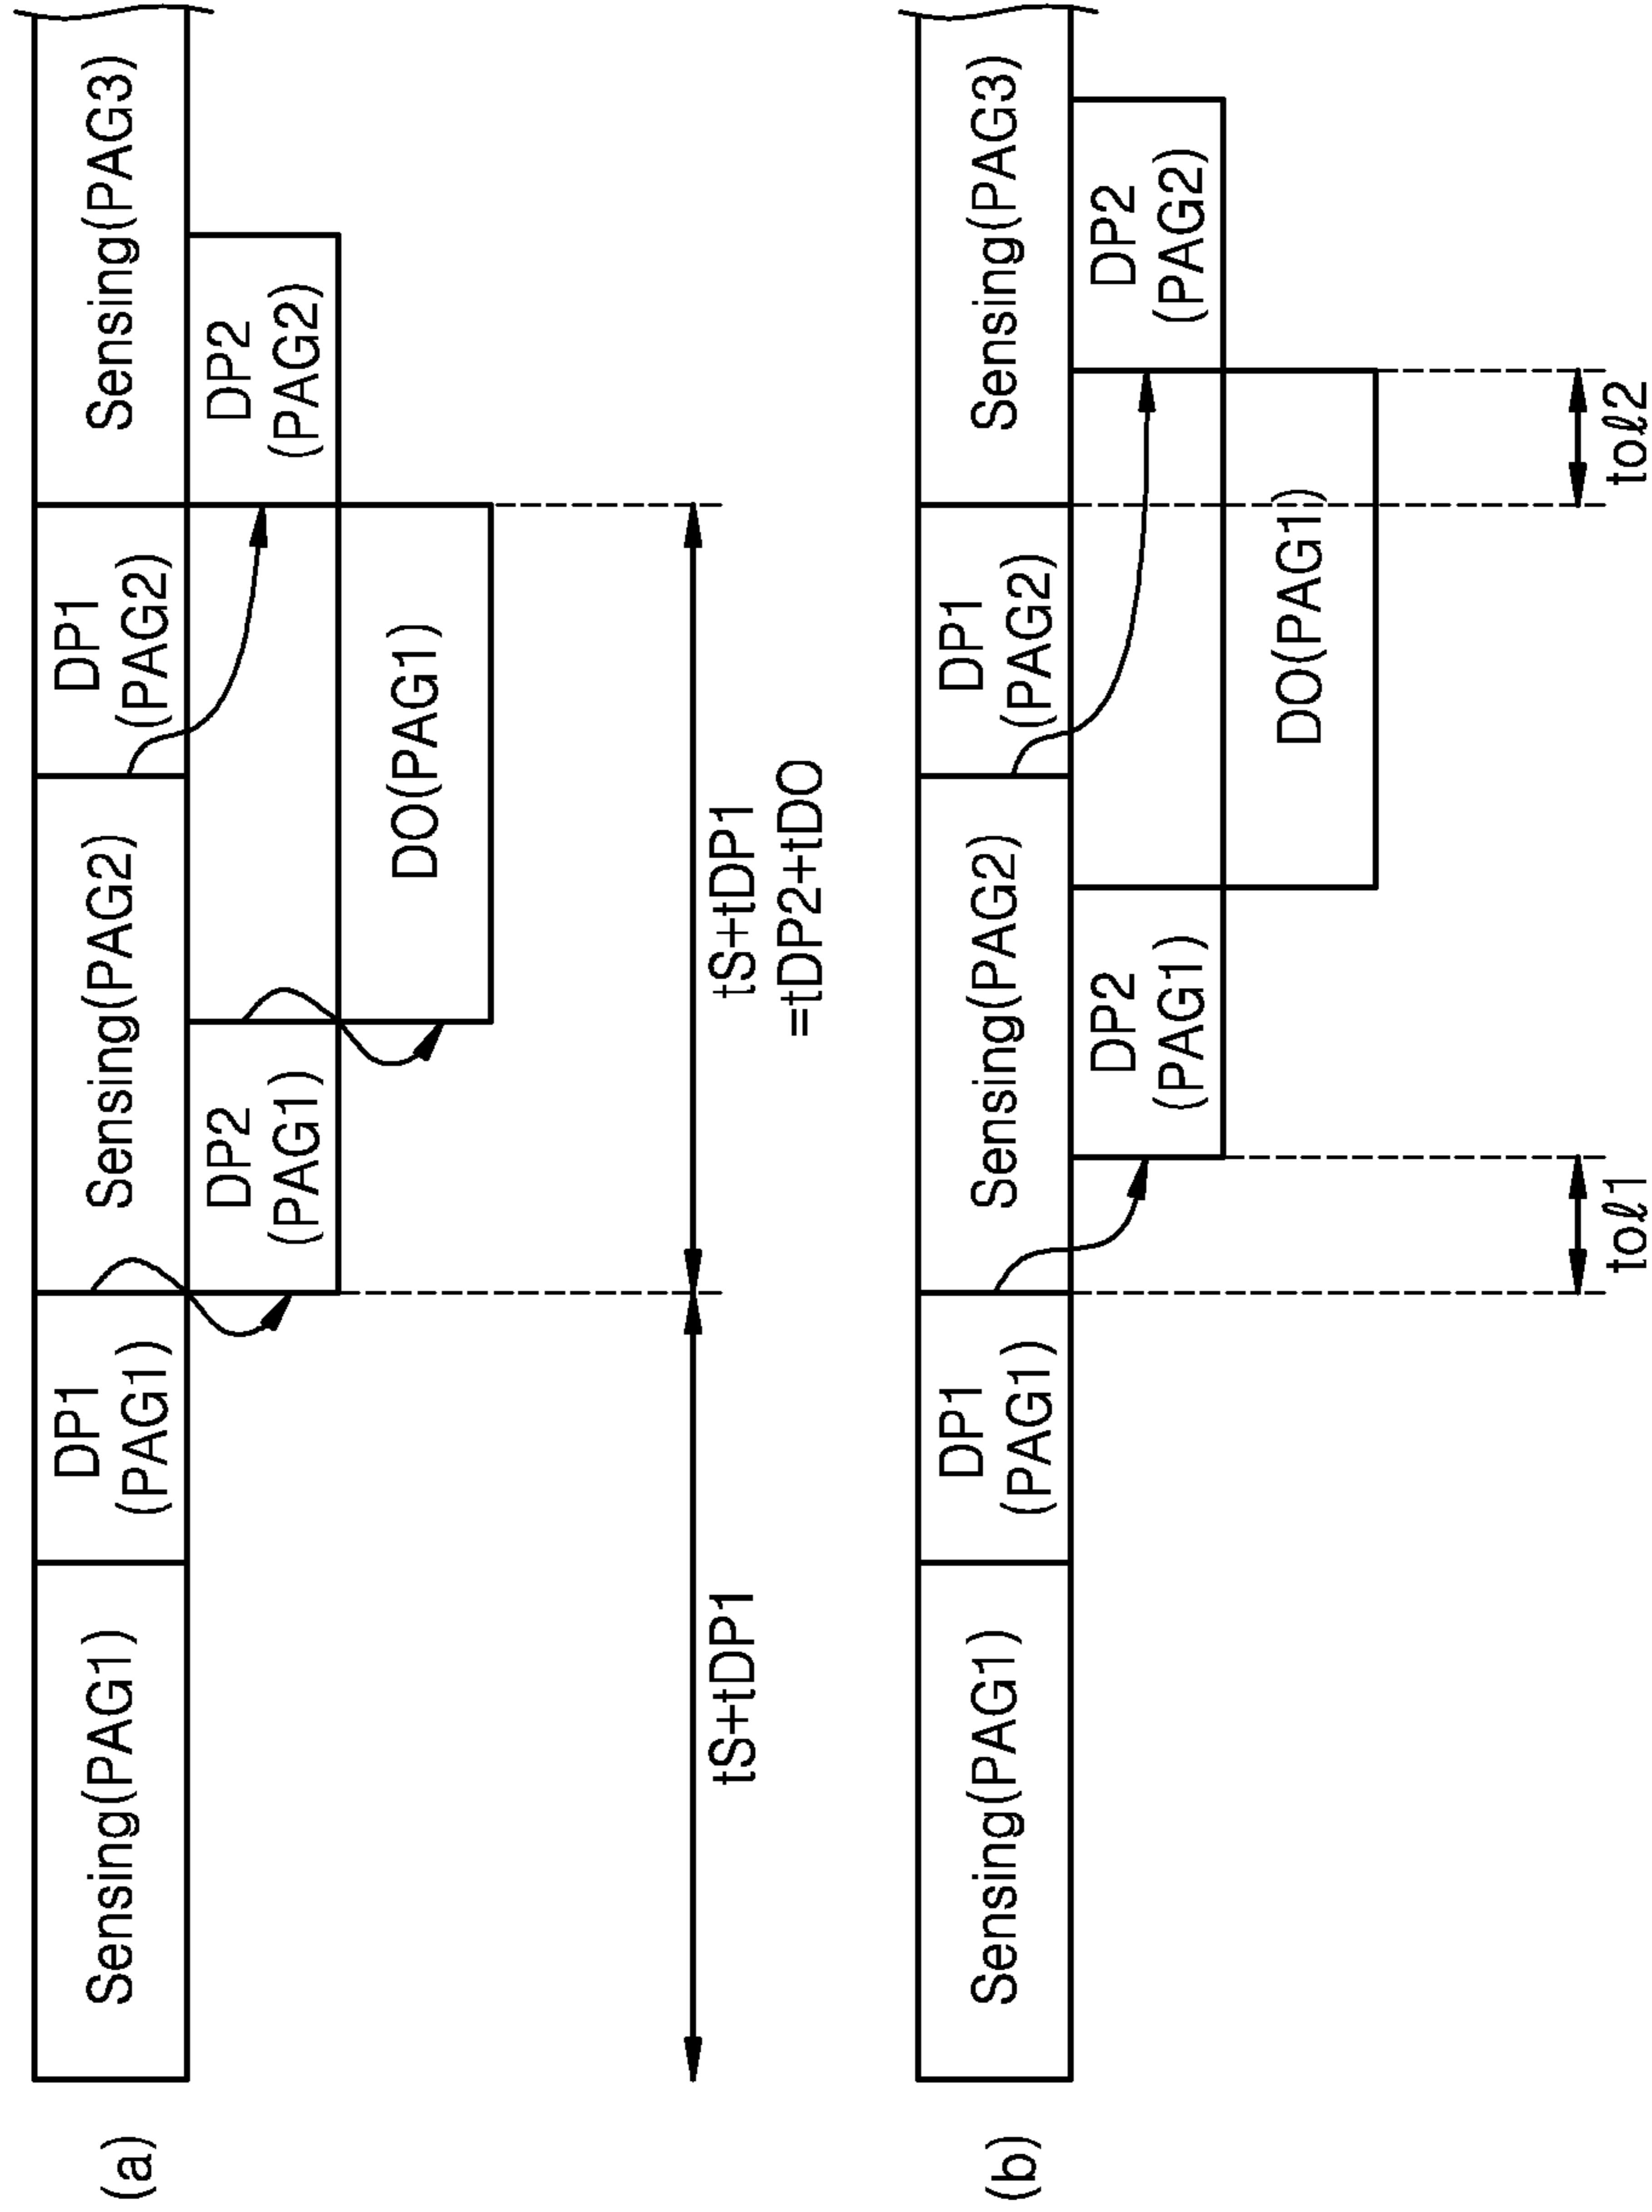 (a)
Sensing(PAG1)
DP1
(PAG1)
Sensing(PAG2)
DP1
(PAG2)
Sensing(PAG3)
DP2
(PAG1)
DP2
(PAG2)
DO(PAG1)
tS+tDP1
tS+tDP1
=tDP2+tDO
(b)
Sensing(PAG1)
DP1
(PAG1)
Sensing(PAG2)
DP1
(PAG2)
Sensing(PAG3)
DP2
(PAG1)
DP2
(PAG2)
DO(PAG1)
toℓ1
toℓ2